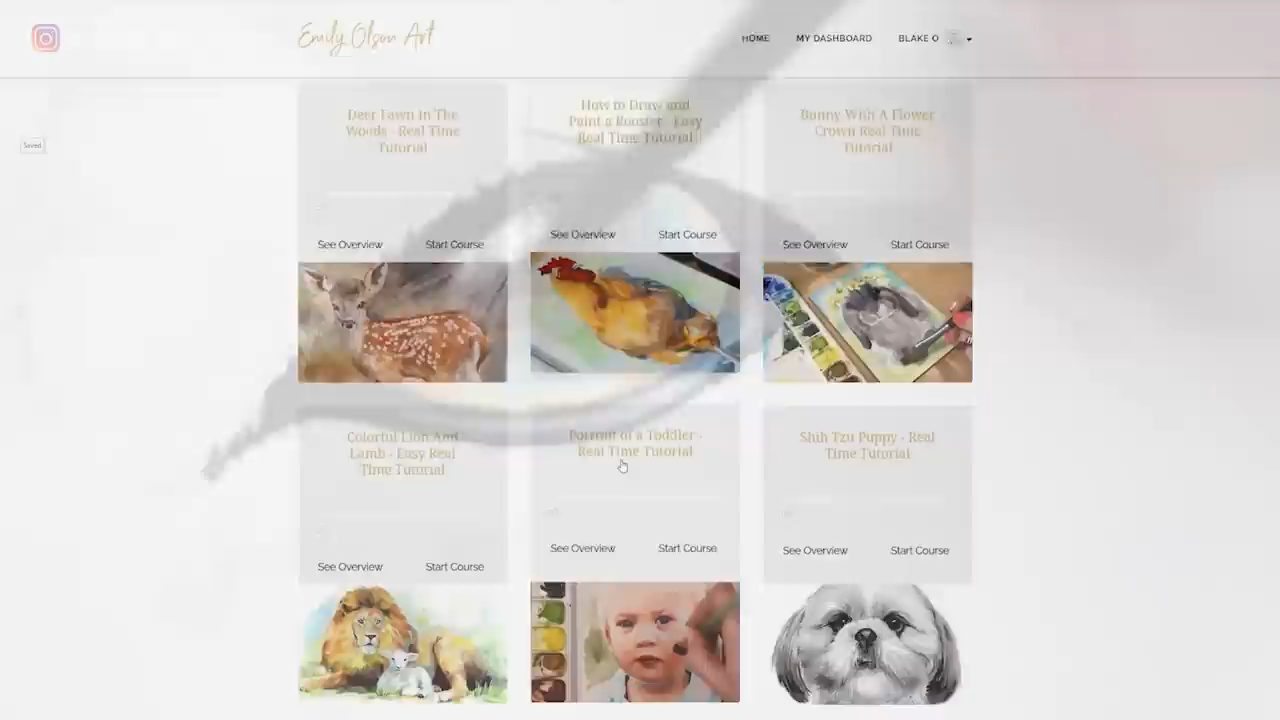 Emily Olson Art
HOME
MY DASHBOARD
BLAKE O
Saved
Deer Fawn In The
Woods - Real Time
Tutorial
See Overview
Start Course
How to Draw and
Paint a Rooster - Easy
Real Time Tutorial
See Overview
Start Course
Bunny With A Flower
Crown Real Time
Tutorial
See Overview
Start Course
Colorful Lion And
Lamb - Easy Real
Time Tutorial
See Overview
Start Course
Portrait of a Toddler -
Real Time Tutorial
See Overview
Start Course
Shih Tzu Puppy - Real
Time Tutorial
See Overview
Start Course